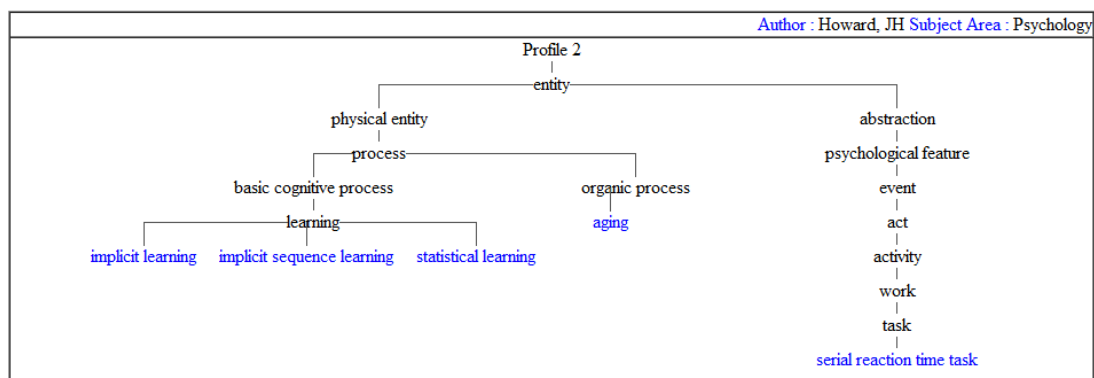 Author : Howard, JH Subject Area : Psychology
Profile 2
entity
physical entity abstraction
process psychological feature
basic cognitive process organic process event
learning aging act
implicit learning implicit sequence learning statistical learning activity
work
task
serial reaction time task